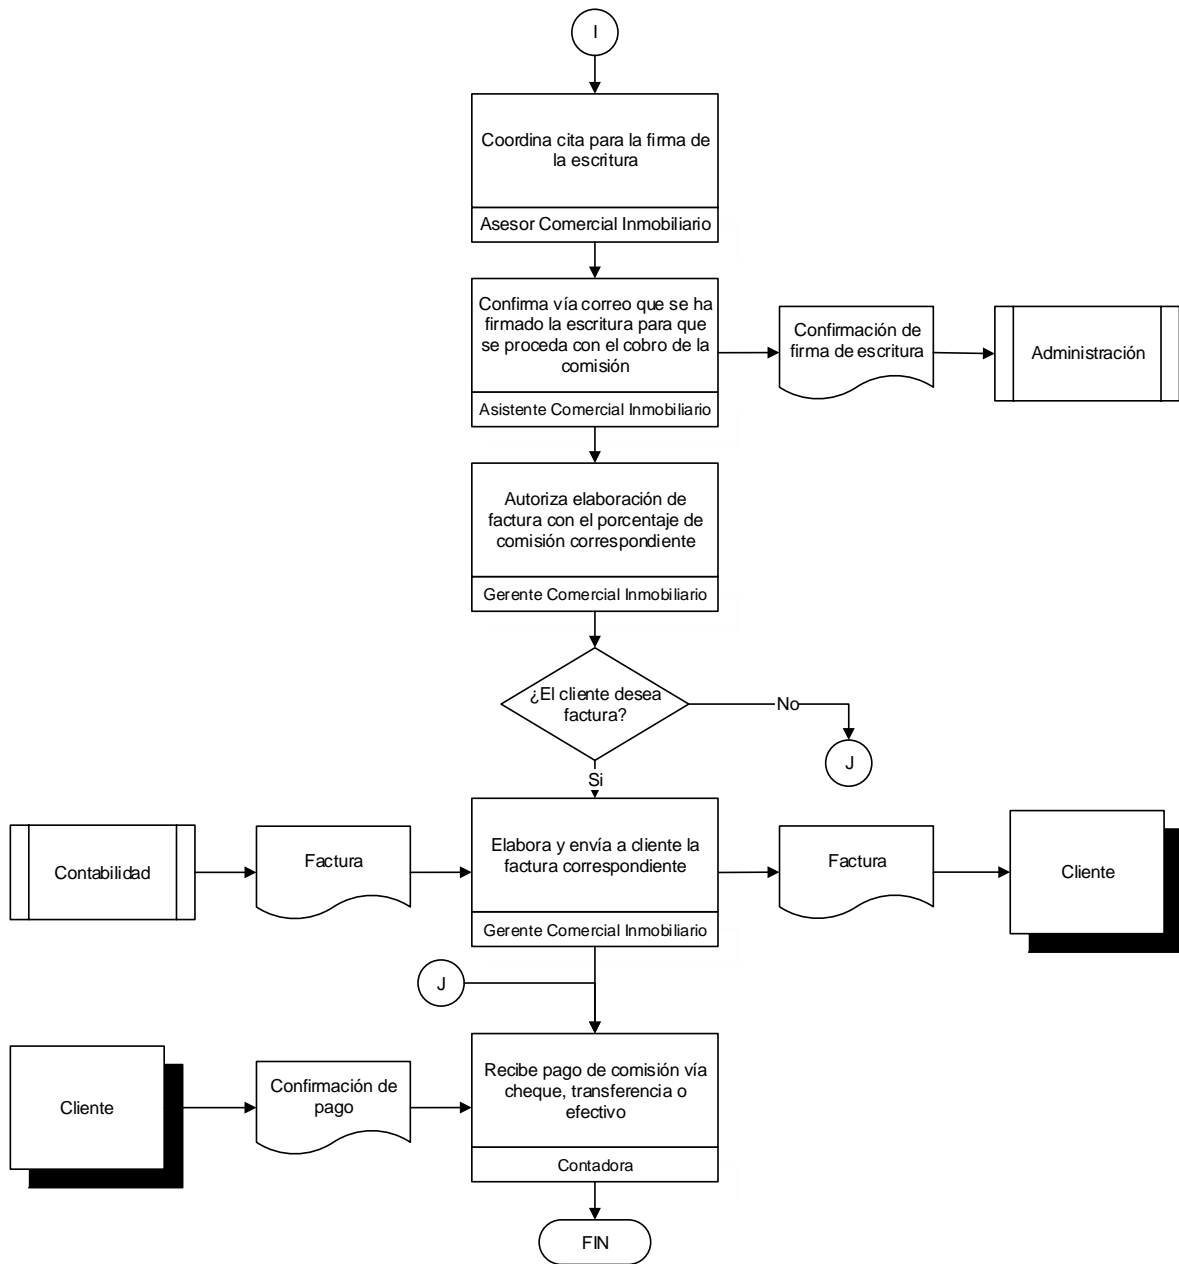 I
Coordina cita para la firma de
la escritura
Asesor Comercial Inmobiliario
Confirma vía correo que se ha
firmado la escritura para que
se proceda con el cobro de la
comisión
Asistente Comercial Inmobiliario
Confirmación de
firma de escritura
Administración
Autoriza elaboración de
factura con el porcentaje de
comisión correspondiente
Gerente Comercial Inmobiliario
¿El cliente desea
factura?
No
J
Si
Contabilidad
Factura
Elabora y envía a cliente la
factura correspondiente
Gerente Comercial Inmobiliario
Factura
Cliente
J
Cliente
Confirmación de
pago
Recibe pago de comisión vía
cheque, transferencia o
efectivo
Contadora
FIN